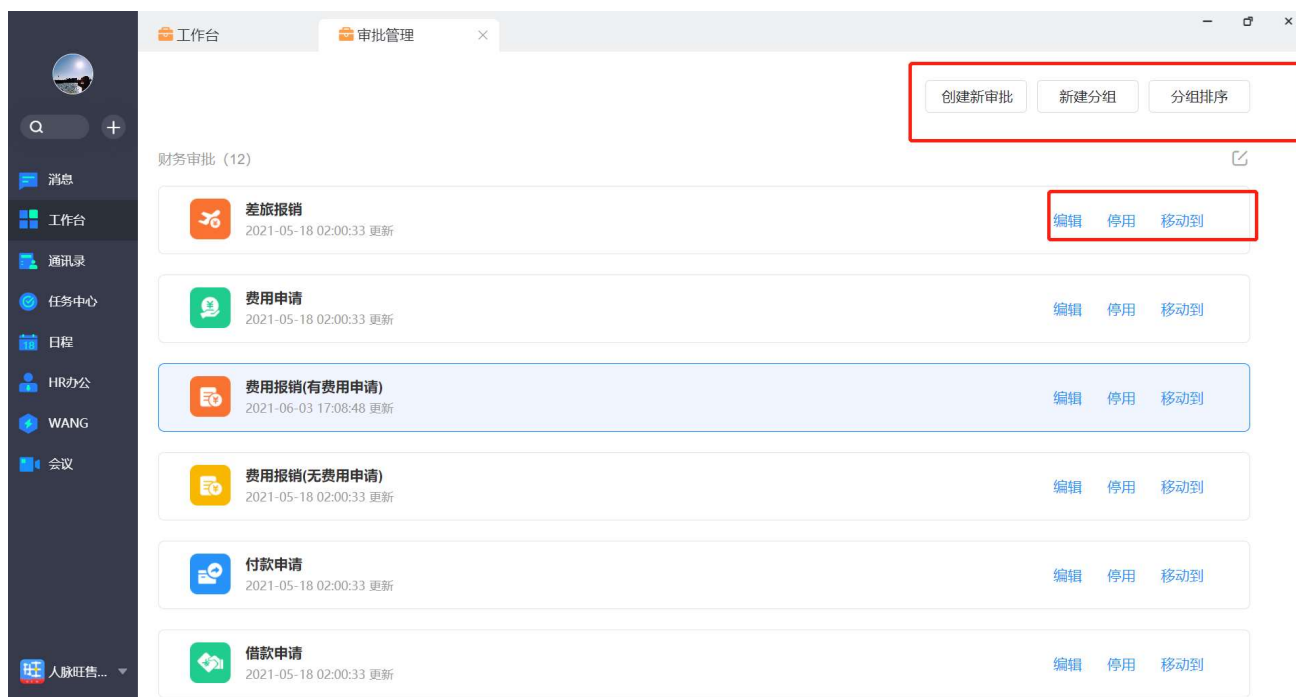 工作台
审批管理
创建新审批 新建分组 分组排序
财务审批（12）
消息
工作台
通讯录
任务中心
18
日程
HR办公
WANG
会议
旺
人脉旺售...
差旅报销
2021-05-18 02:00:33 更新
编辑 停用 移动到
费用申请
2021-05-18 02:00:33 更新
编辑 停用 移动到
费用报销(有费用申请)
2021-06-03 17:08:48 更新
编辑 停用 移动到
费用报销(无费用申请)
2021-05-18 02:00:33 更新
编辑 停用 移动到
付款申请
2021-05-18 02:00:33 更新
编辑 停用 移动到
借款申请
2021-05-18 02:00:33 更新
编辑 停用 移动到